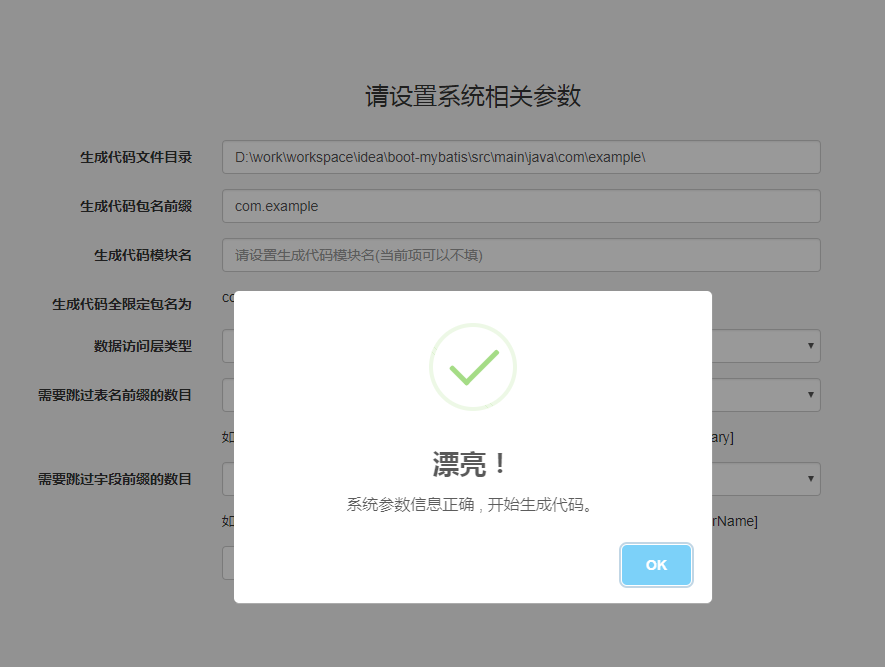 请设置系统相关参数
生成代码文件目录 D:\work\workspace\idea\boot-mybatis\src\main\java\com\example\
生成代码包名前缀 com.example
生成代码模块名 请设置生成代码模块名(当前项可以不填)
生成代码全限定包名为
数据访问层类型
需要跳过表名前缀的数目
如 ary]
需要跳过字段前缀的数目
如 rName]
漂亮！
系统参数信息正确，开始生成代码。
OK